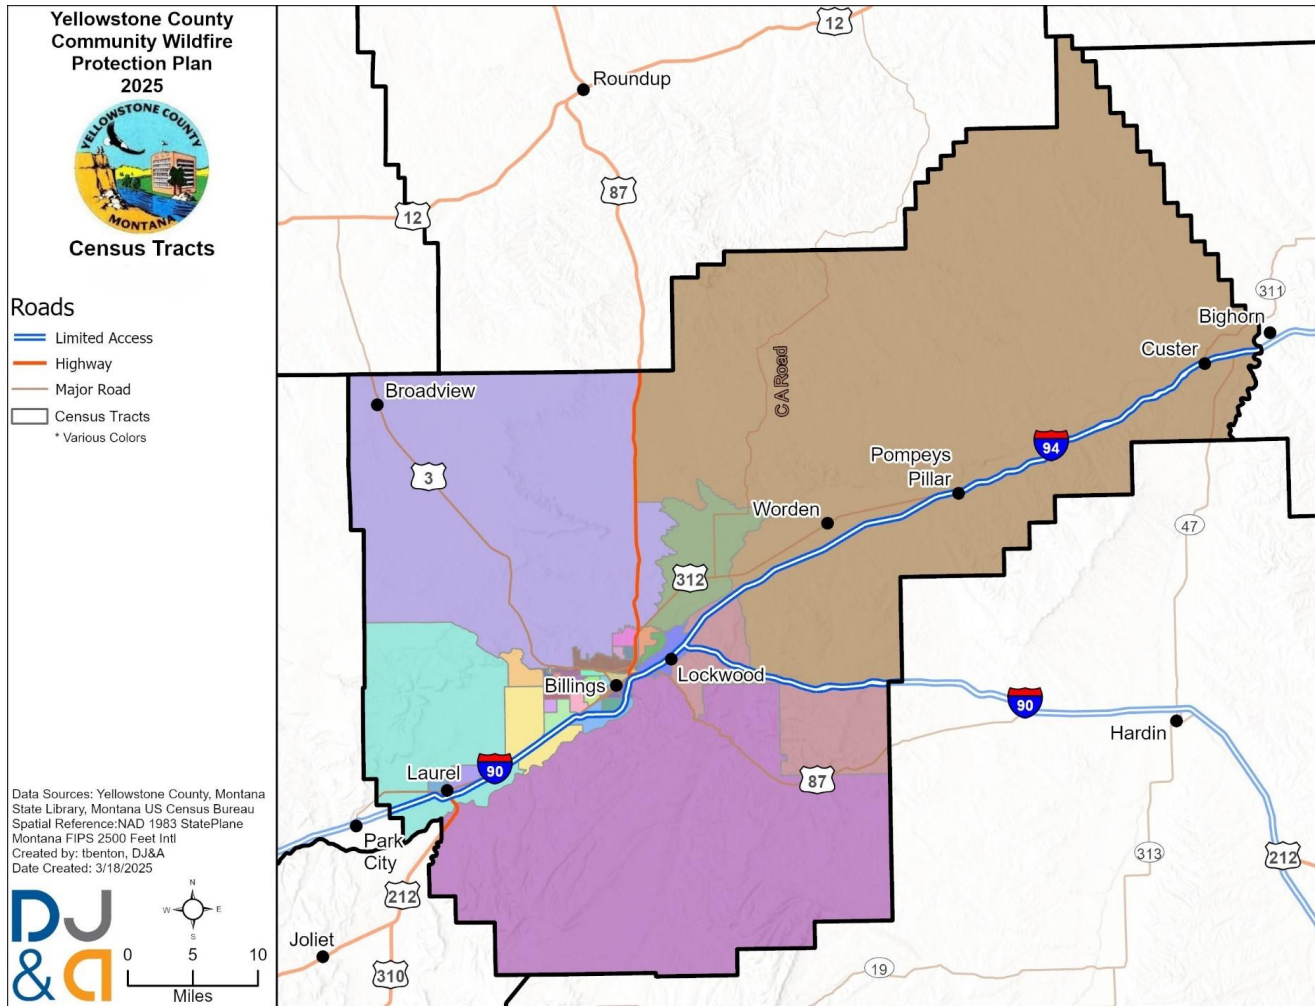 Yellowstone County
Community Wildfire
Protection Plan
2025
YELLOWSTONE COUNTY
MONTANA
Census Tracts
Roads
Limited Access
Highway
Major Road
Census Tracts
* Various Colors
Data Sources: Yellowstone County, Montana
State Library, Montana US Census Bureau
Spatial Reference:NAD 1983 StatePlane
Montana FIPS 2500 Feet Intl
Created by: tbenton, DJ&A
Date Created: 3/18/2025
DJ
&a
N
W E
S
0 5 10
Miles
12
Roundup
87
12
311
Bighorn
Custer
Broadview
C A Road
94
3
Pompeys
Pillar
Worden
47
312
Lockwood
Billings
90
Hardin
Laurel
90
87
Park
City
313
212
212
Joliet
310
19